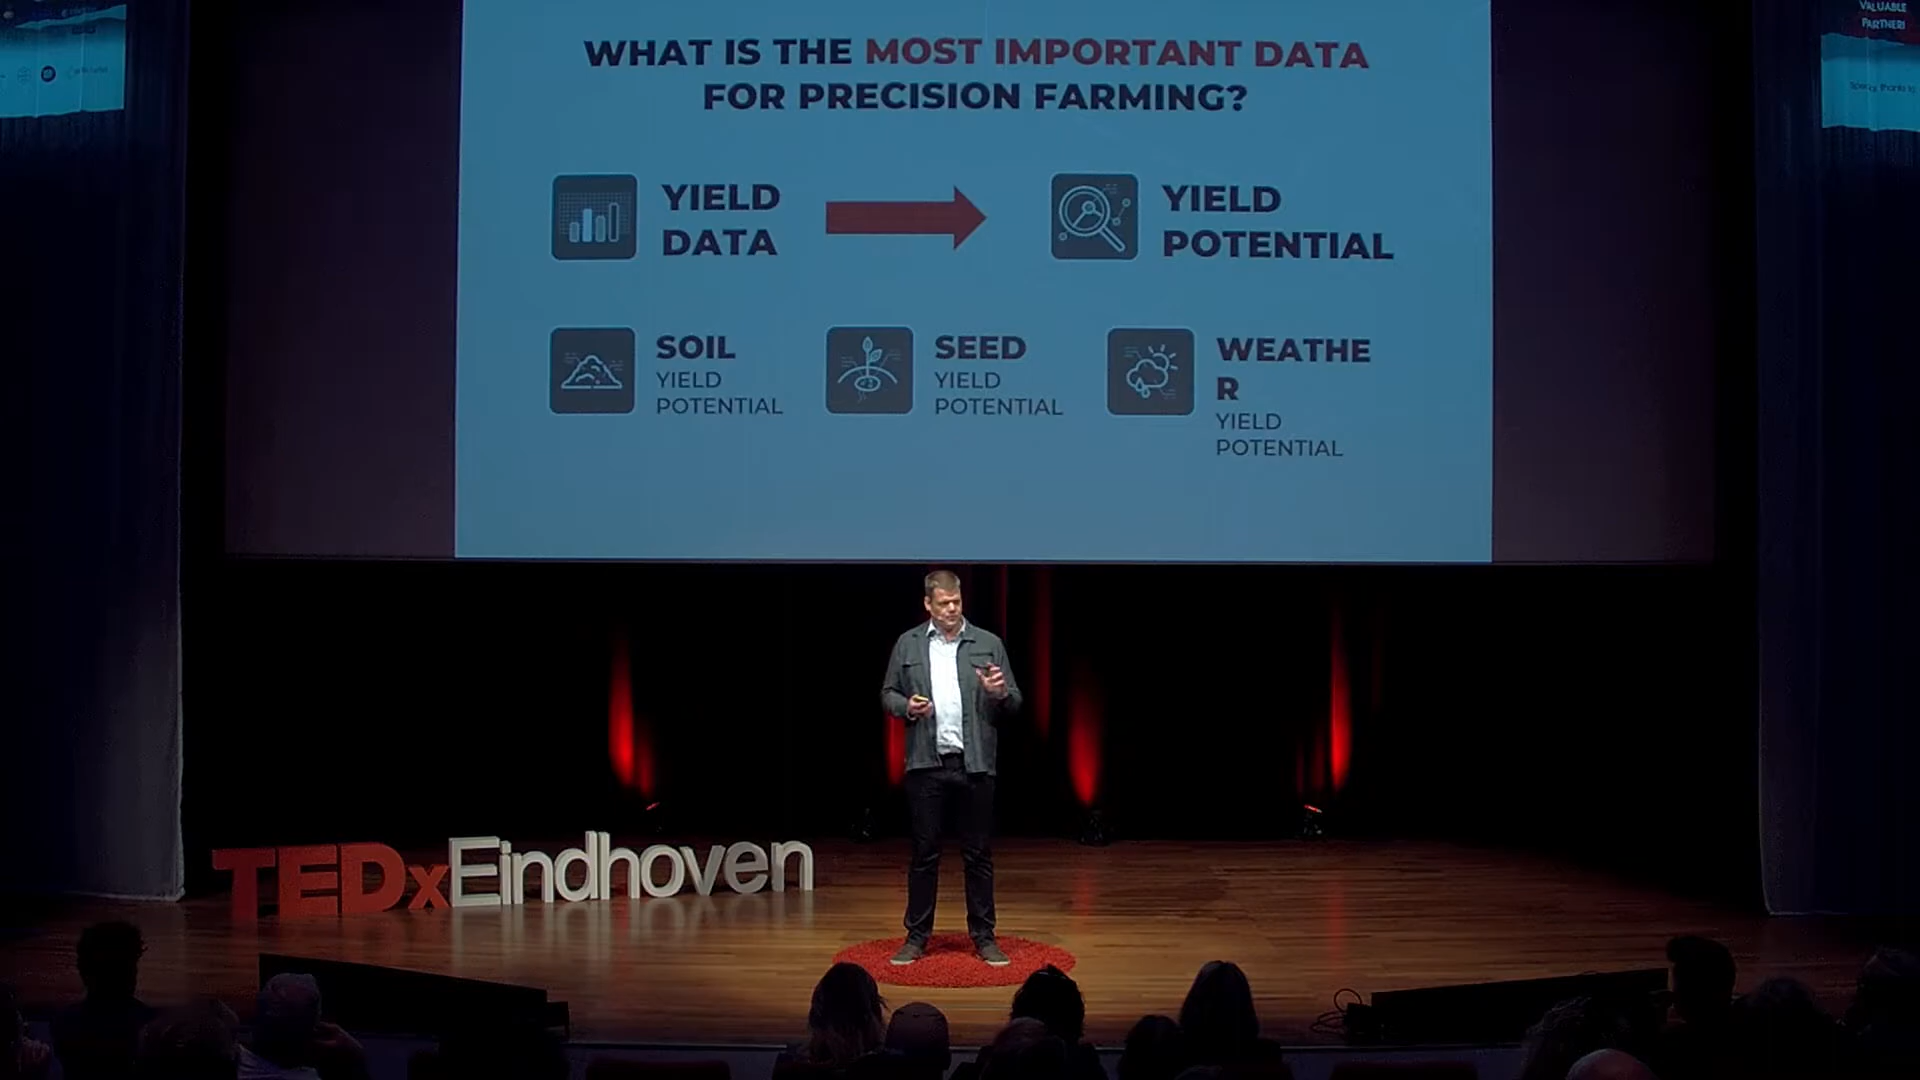 VALUABLE
PARTNER!
WHAT IS THE MOST IMPORTANT DATA
FOR PRECISION FARMING?
YIELD
DATA
YIELD
POTENTIAL
SOIL
YIELD
POTENTIAL
SEED
YIELD
POTENTIAL
WEATHE
R
YIELD
POTENTIAL
TEDxEindhoven